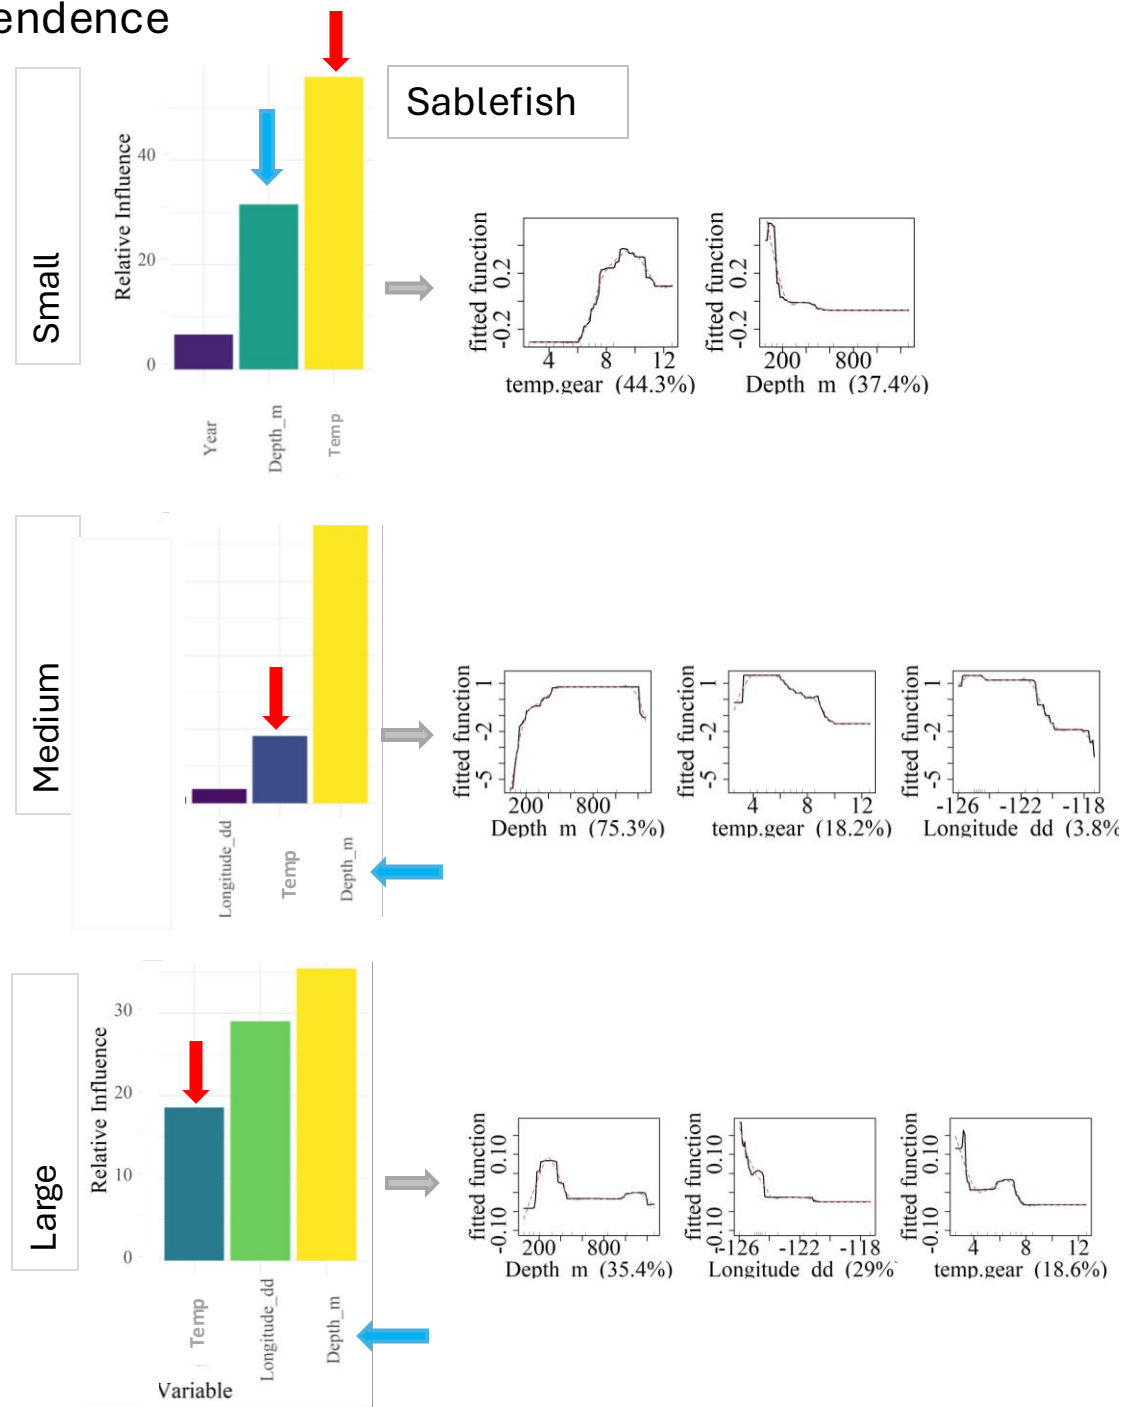 endence
Sablefish
Small
Relative Influence
40
20
0
Year
Depth_m
Temp
fitted function
-0.2 0.2
4 8 12
temp.gear (44.3%)
fitted function
-0.2 0.2
200 800
Depth m (37.4%)
Medium
Longitude_dd
Temp
Depth_m
fitted function
-5 -2 1
200 800
Depth m (75.3%)
fitted function
-5 -2 1
4 8 12
temp.gear (18.2%)
fitted function
-5 -2 1
-126 -122 -118
Longitude dd (3.8%
Large
Relative Influence
30
20
10
0
Temp
Longitude_dd
Depth_m
Variable
fitted function
-0.10 0.10
200 800
Depth m (35.4%)
fitted function
-0.10 0.10
-126 -122 -118
Longitude dd (29%
fitted function
-0.10 0.10
4 8 12
temp.gear (18.6%)